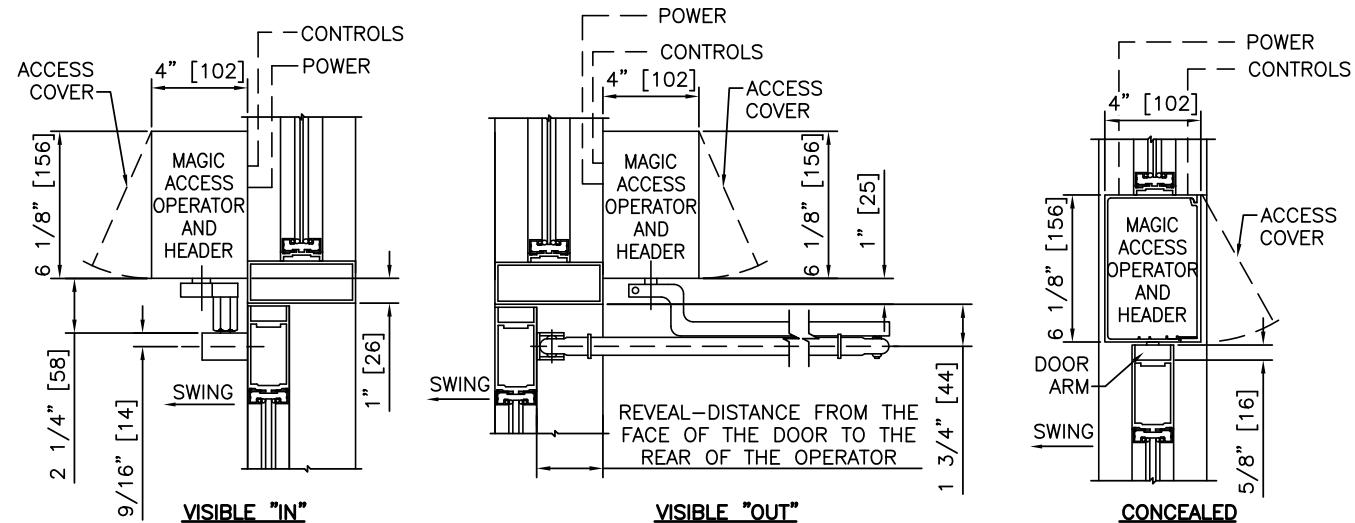 CONTROLS
POWER
ACCESS
COVER
4" [102]
6 1/8" [156]
MAGIC
ACCESS
OPERATOR
AND
HEADER
2 1/4" [58]
9/16" [14]
SWING
1" [26]
VISIBLE "IN"
POWER
CONTROLS
4" [102]
ACCESS
COVER
MAGIC
ACCESS
OPERATOR
AND
HEADER
6 1/8" [156]
1" [25]
SWING
REVEAL-DISTANCE FROM THE
FACE OF THE DOOR TO THE
REAR OF THE OPERATOR
1 3/4" [44]
VISIBLE "OUT"
POWER
CONTROLS
4" [102]
6 1/8" [156]
MAGIC
ACCESS
OPERATOR
AND
HEADER
ACCESS
COVER
DOOR
ARM
SWING
5/8" [16]
CONCEALED